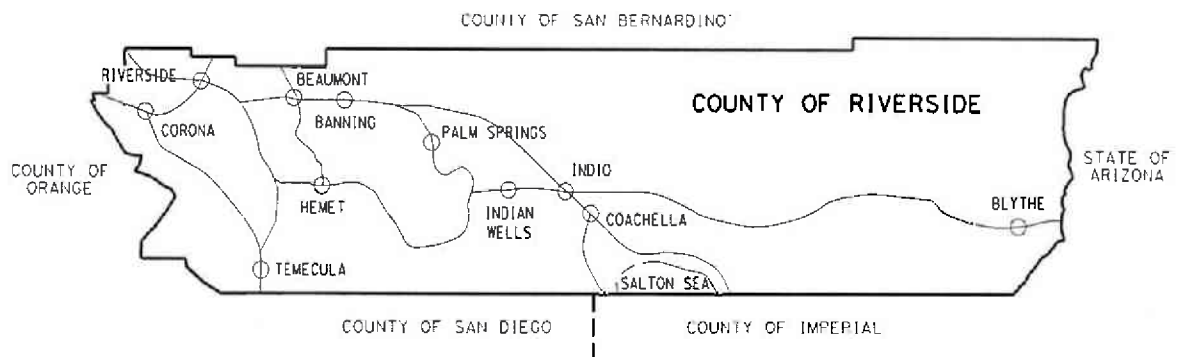 COUNTY OF SAN BERNARDINO
RIVERSIDE
BEAUMONT
COUNTY OF RIVERSIDE
CORONA
BANNING
PALM SPRINGS
COUNTY OF
ORANGE
INDIO
STATE OF
ARIZONA
HEMET
INDIAN
WELLS
COACHELLA
BLYTHE
TEMECULA
SALTON SEA
COUNTY OF SAN DIEGO
COUNTY OF IMPERIAL